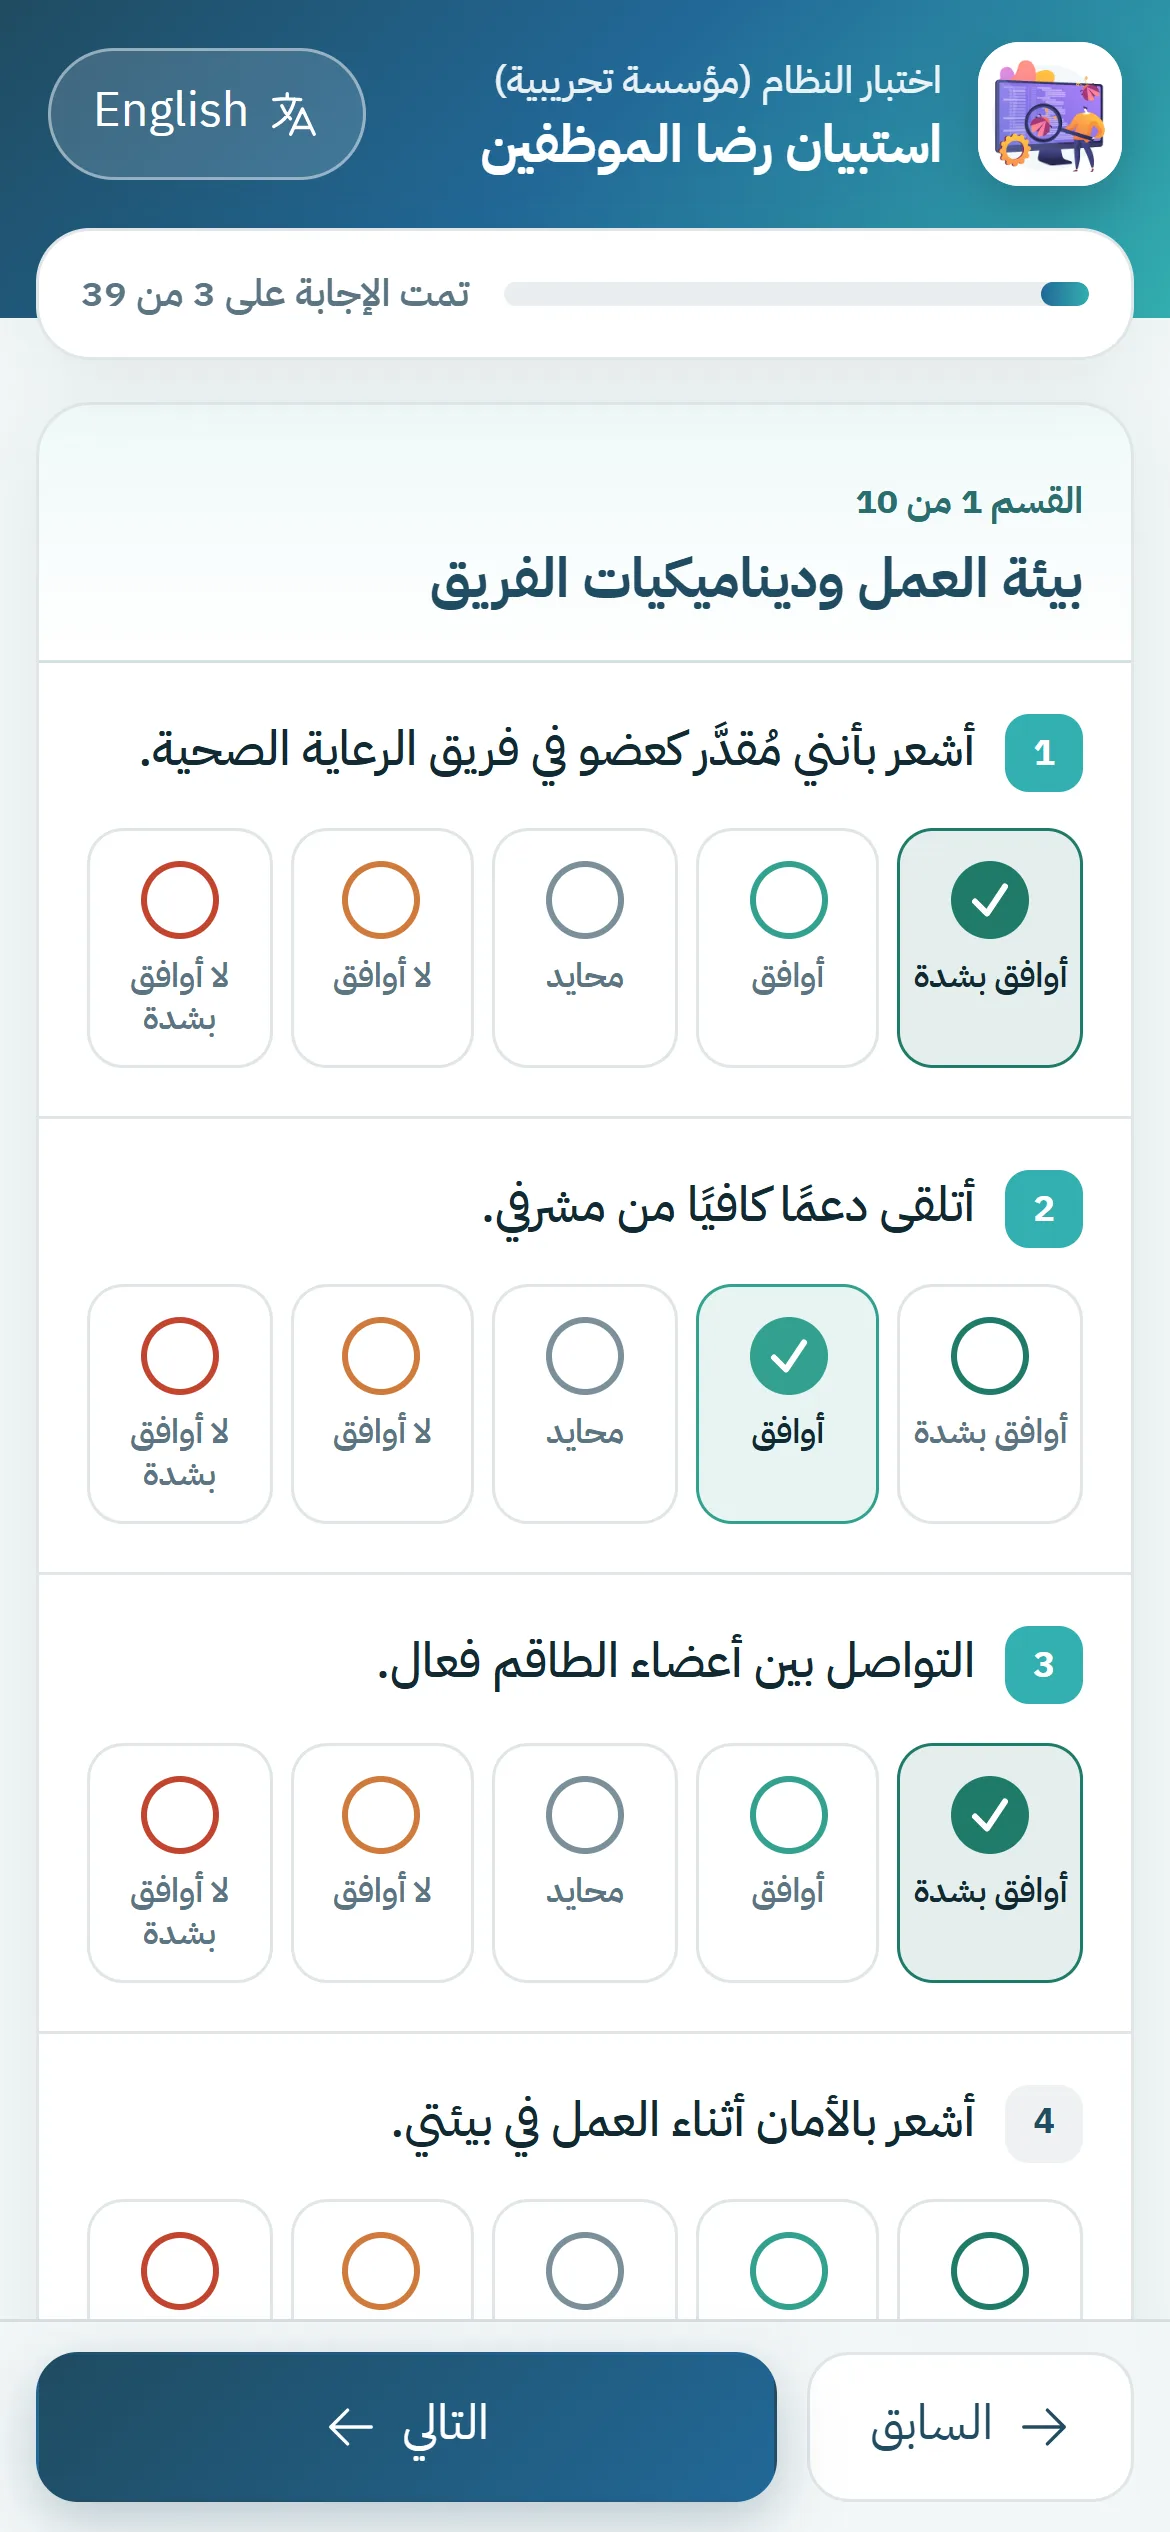 اختبار النظام (مؤسسة تجريبية)
استبيان رضا الموظفين
English
تمت الإجابة على 3 من 39
القسم 1 من 10
بيئة العمل وديناميكيات الفريق
1 أشعر بأنني مُقدَّر كعضو في فريق الرعاية الصحية.
أوافق بشدة
أوافق
محايد
لا أوافق
لا أوافق
بشدة
2 أتلقى دعمًا كافيًا من مشرفي.
أوافق بشدة
أوافق
محايد
لا أوافق
لا أوافق
بشدة
3 التواصل بين أعضاء الطاقم فعال.
أوافق بشدة
أوافق
محايد
لا أوافق
لا أوافق
بشدة
4 أشعر بالأمان أثناء العمل في بيئتي.
السابق
التالي